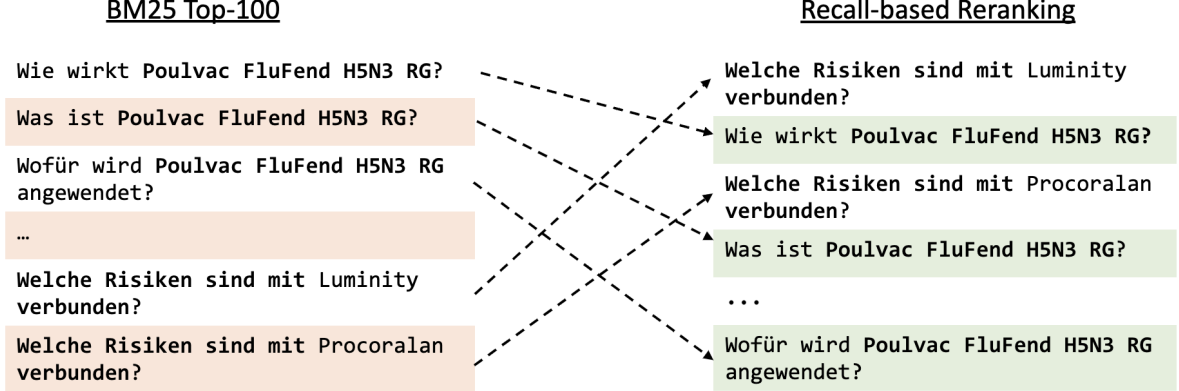 BM25 Top-100
Wie wirkt Poulvac FluFend H5N3 RG?
Was ist Poulvac FluFend H5N3 RG?
Wofür wird Poulvac FluFend H5N3 RG
angewendet?
…
Welche Risiken sind mit Luminity
verbunden?
Welche Risiken sind mit Procoralan
verbunden?
Recall-based Reranking
Welche Risiken sind mit Luminity
verbunden?
Wie wirkt Poulvac FluFend H5N3 RG?
Welche Risiken sind mit Procoralan
verbunden?
Was ist Poulvac FluFend H5N3 RG?
...
Wofür wird Poulvac FluFend H5N3 RG
angewendet?